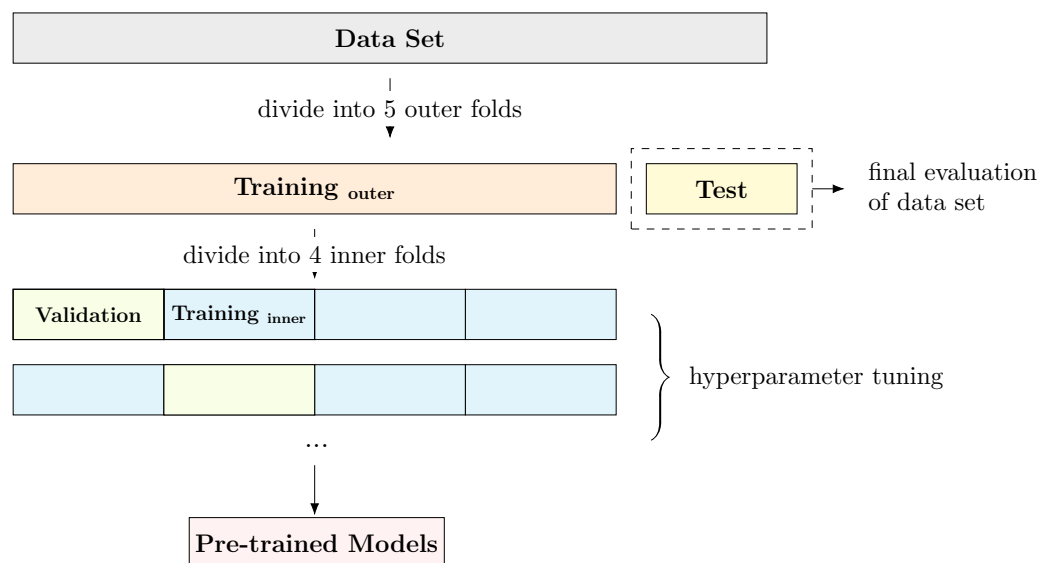 Data Set
divide into 5 outer folds
Training outer
Test
final evaluation
of data set
divide into 4 inner folds
Validation
Training inner
hyperparameter tuning
...
Pre-trained Models